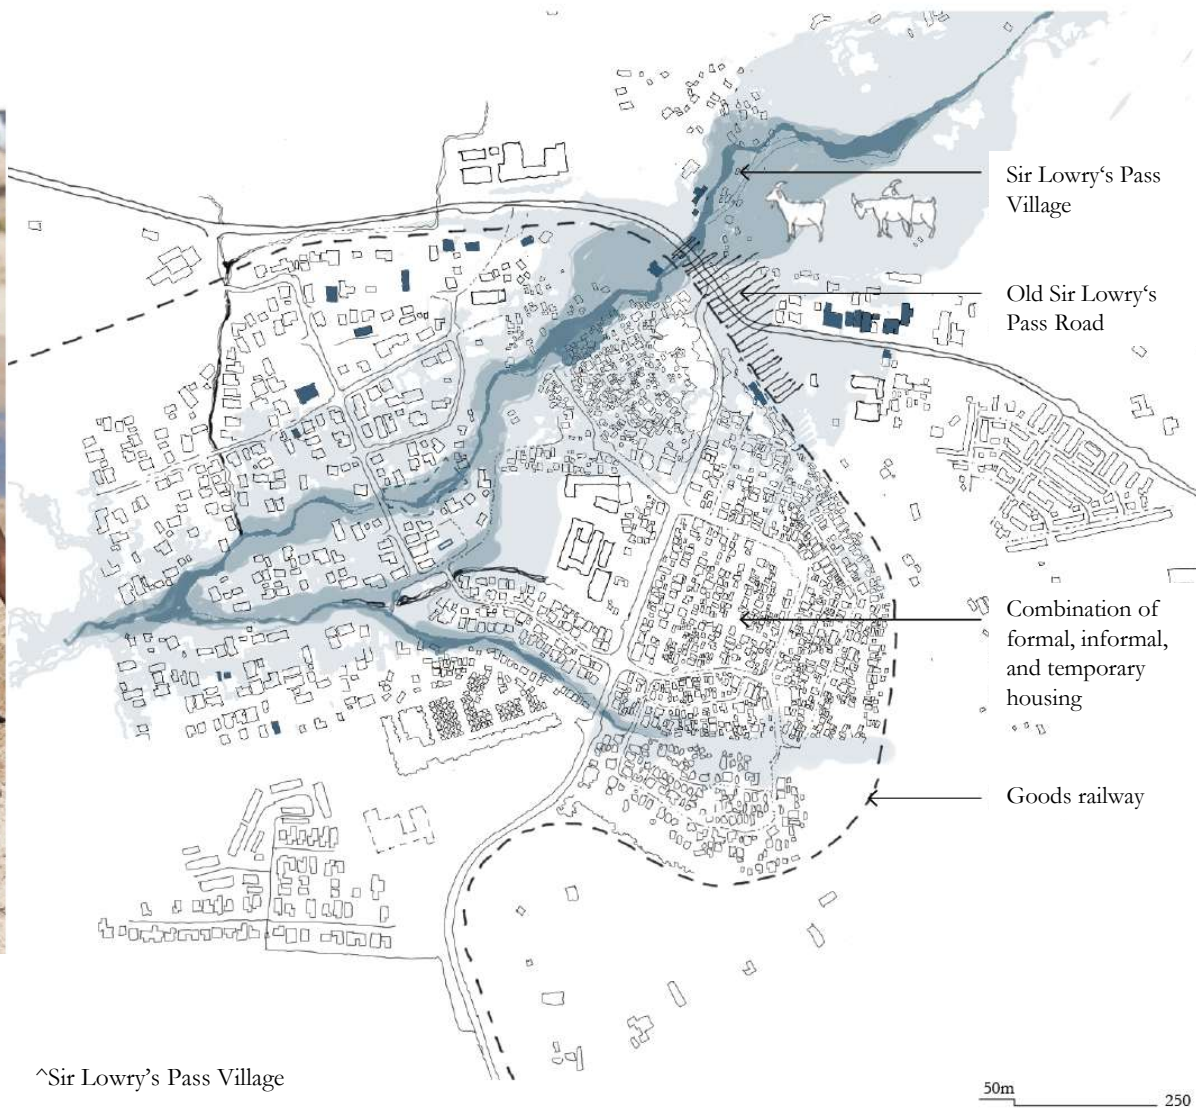 Sir Lowry‘s Pass
Village
Old Sir Lowry‘s
Pass Road
Combination of
formal, informal,
and temporary
housing
Goods railway
^Sir Lowry’s Pass Village
50m
250